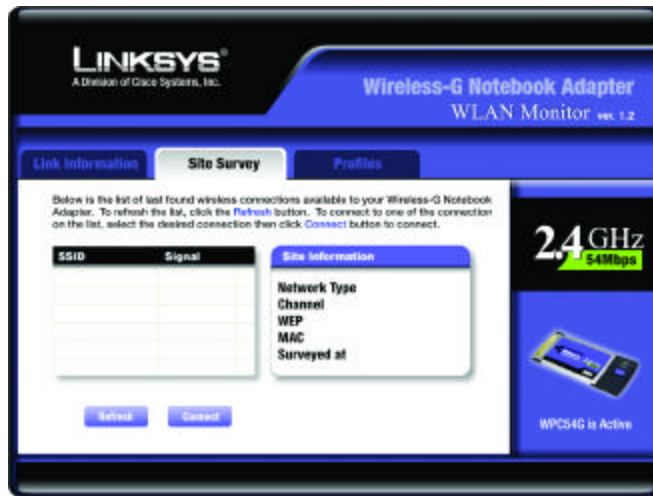 LINKSYS®
A Division of Cisco Systems, Inc.
Wireless-G Notebook Adapter
WLAN Monitor ver. 1.2
Link Information
Site Survey
Profiles
Below is the list of last found wireless connections available to your Wireless-G Notebook
Adapter. To refresh the list, click the Refresh button. To connect to one of the connection
on the list, select the desired connection then click Connect button to connect.
SSID Signal
Site Information
Network Type
Channel
WEP
MAC
Surveyed at
Refresh
Connect
2.4 GHz
54Mbps
WPC54G is Active